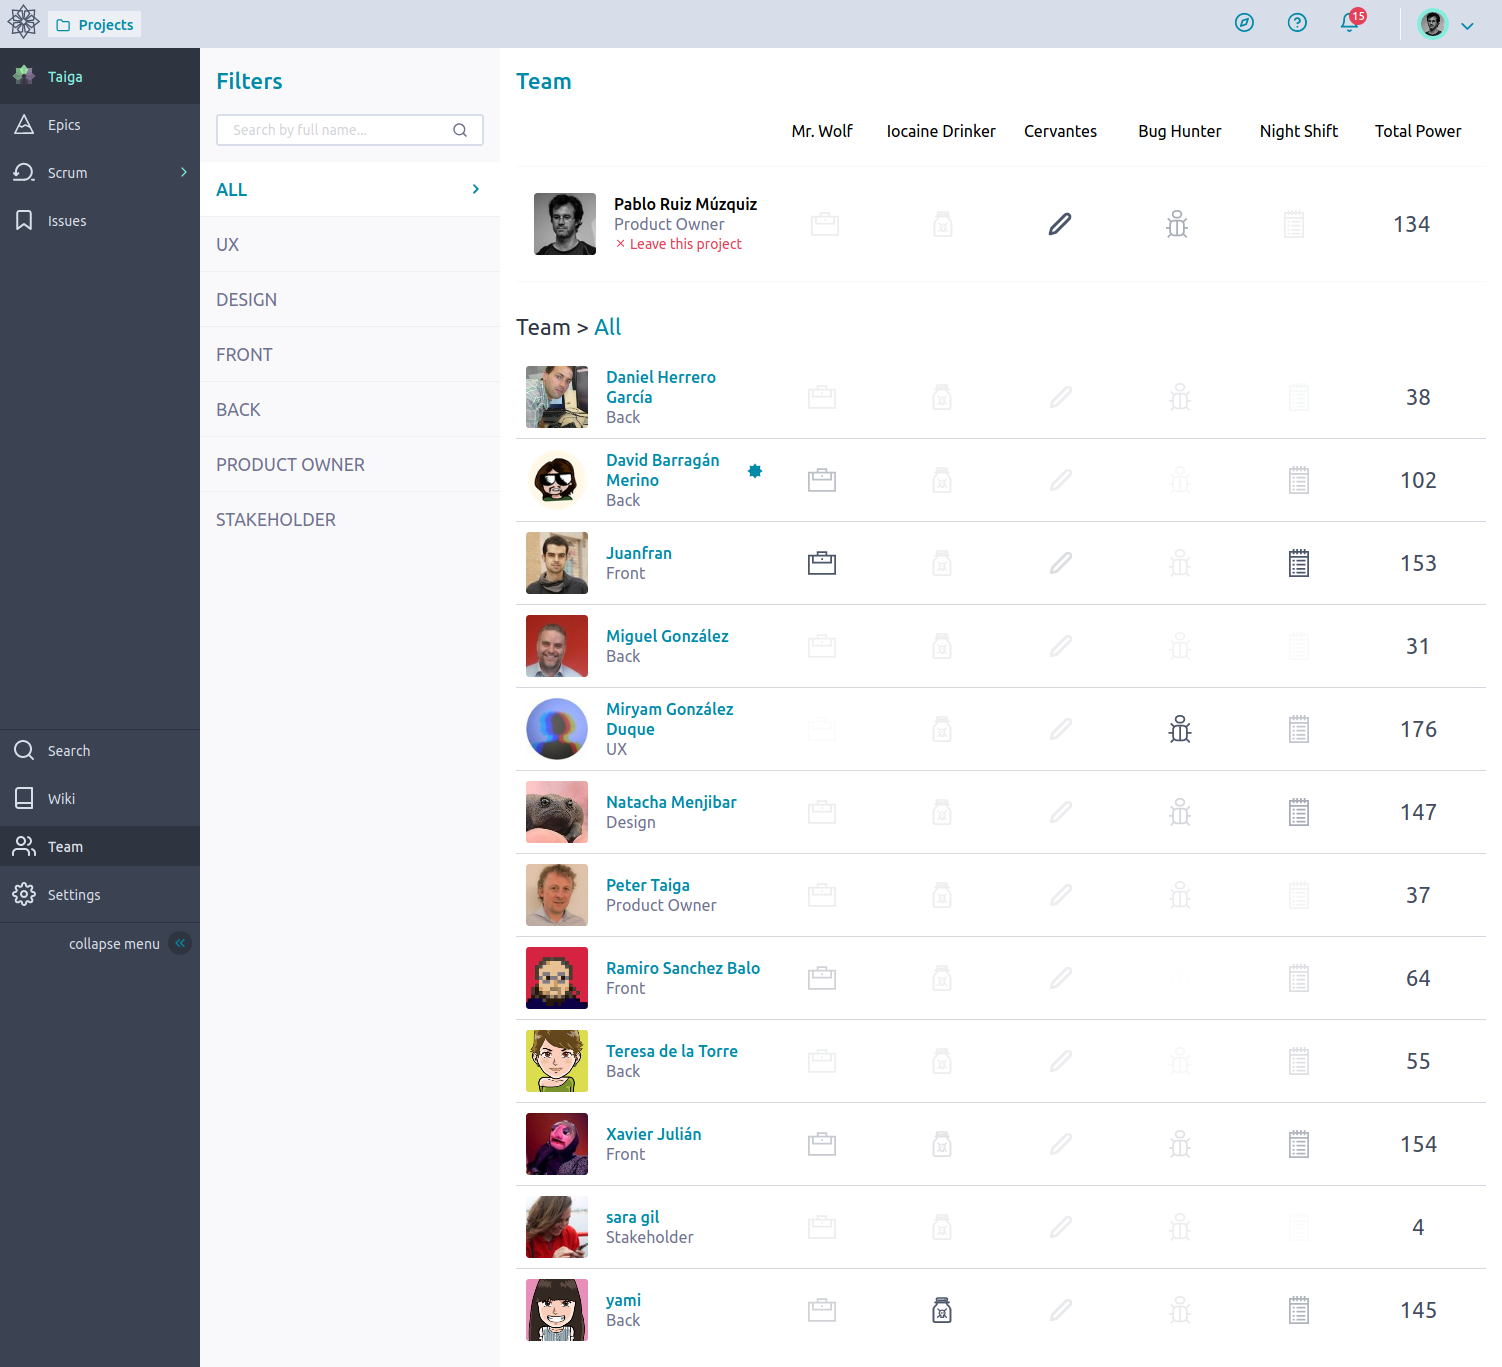 Projects
15
Taiga
Epics
Scrum
Issues
Search
Wiki
Team
Settings
collapse menu
Filters
Search by full name...
ALL
UX
DESIGN
FRONT
BACK
PRODUCT OWNER
STAKEHOLDER
Team
Mr. Wolf Iocaine Drinker Cervantes Bug Hunter Night Shift Total Power
Pablo Ruiz Múzquiz
Product Owner
Leave this project
134
Team > All
Daniel Herrero
García
Back
38
David Barragán
Merino
Back
102
Juanfran
Front
153
Miguel González
Back
31
Miryam González
Duque
UX
176
Natacha Menjibar
Design
147
Peter Taiga
Product Owner
37
Ramiro Sanchez Balo
Front
64
Teresa de la Torre
Back
55
Xavier Julián
Front
154
sara gil
Stakeholder
4
yami
Back
145